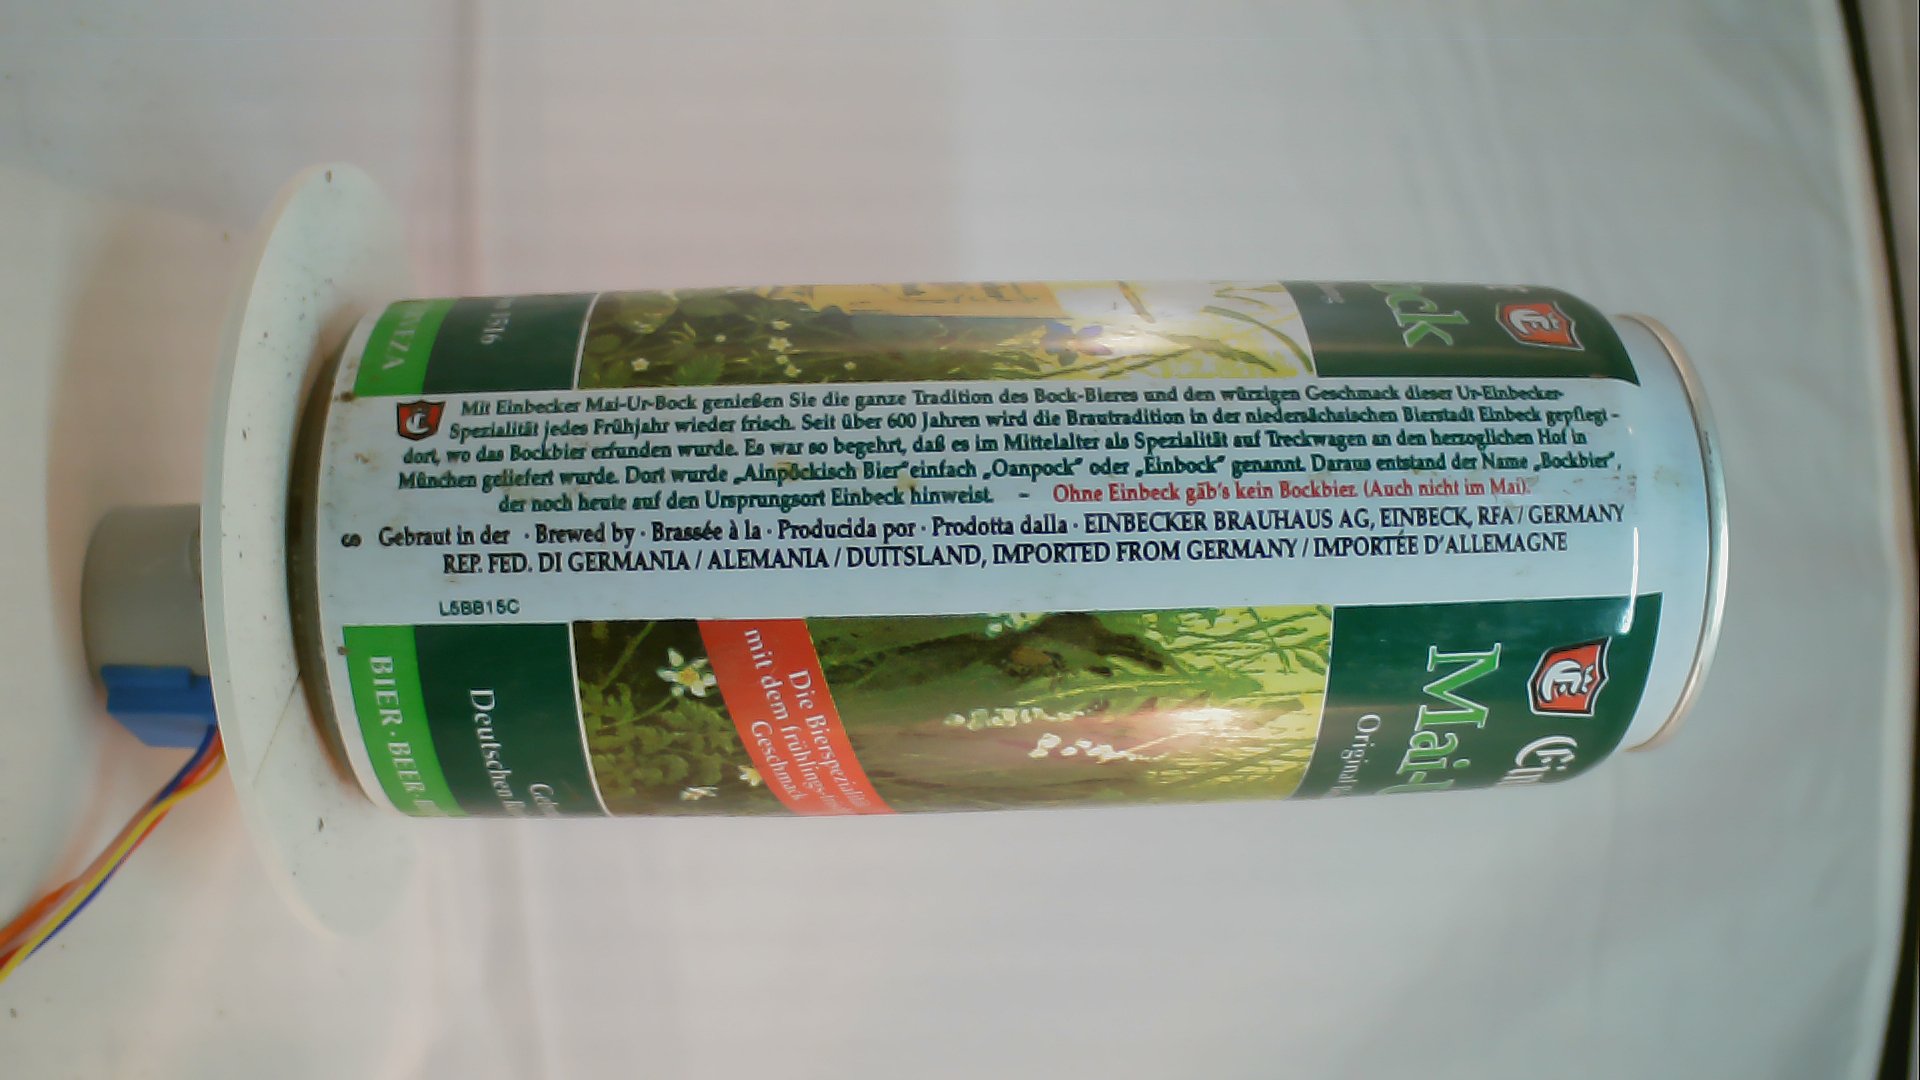 Mit Einbecker Mai-Ur-Bock genießen Sie die ganze Tradition des Bock-Bieres und den würzigen Geschmack dieser Ur-Einbecker-
Spezialität jedes Frühjahr wieder frisch. Seit über 600 Jahren wird die Brautradition in der niedersächsischen Bierstadt Einbeck gepflegt -
dort, wo das Bockbier erfunden wurde. Es war so begehrt, daß es im Mittelalter als Spezialität auf Treckwagen an den herzoglichen Hof in
München geliefert wurde. Dort wurde „Ainpöckisch Bier“ einfach „Oanpock“ oder „Einbock“ genannt. Daraus entstand der Name „Bockbier“,
der noch heute auf den Ursprungsort Einbeck hinweist. - Ohne Einbeck gäb's kein Bockbier. (Auch nicht im Mai).
Gebraut in der · Brewed by · Brassée à la · Producida por · Prodotta dalla · EINBECKER BRAUHAUS AG, EINBECK, RFA / GERMANY
REP. FED. DI GERMANIA / ALEMANIA / DUITSLAND, IMPORTED FROM GERMANY / IMPORTÉE D'ALLEMAGNE
L5BB15C
Mai-
Original
Die Bierspezialität
mit dem frühlings-
Geschmack
Deutschen
BIER · BEER